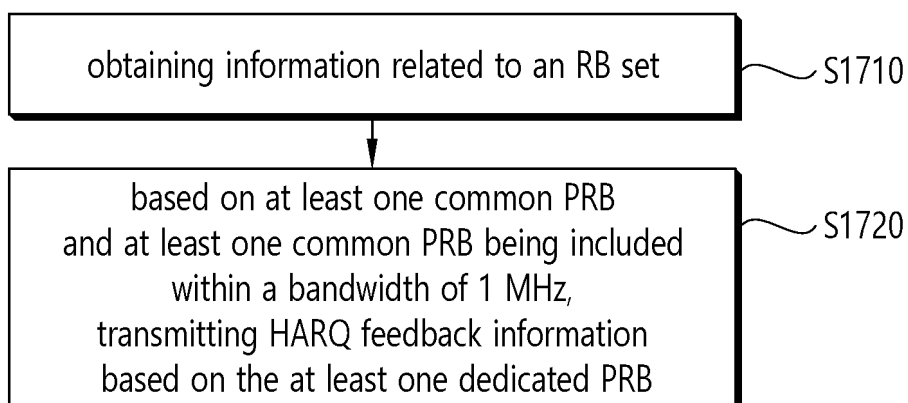 obtaining information related to an RB set
S1710
based on at least one common PRB
and at least one common PRB being included
within a bandwidth of 1 MHz,
transmitting HARQ feedback information
based on the at least one dedicated PRB
S1720